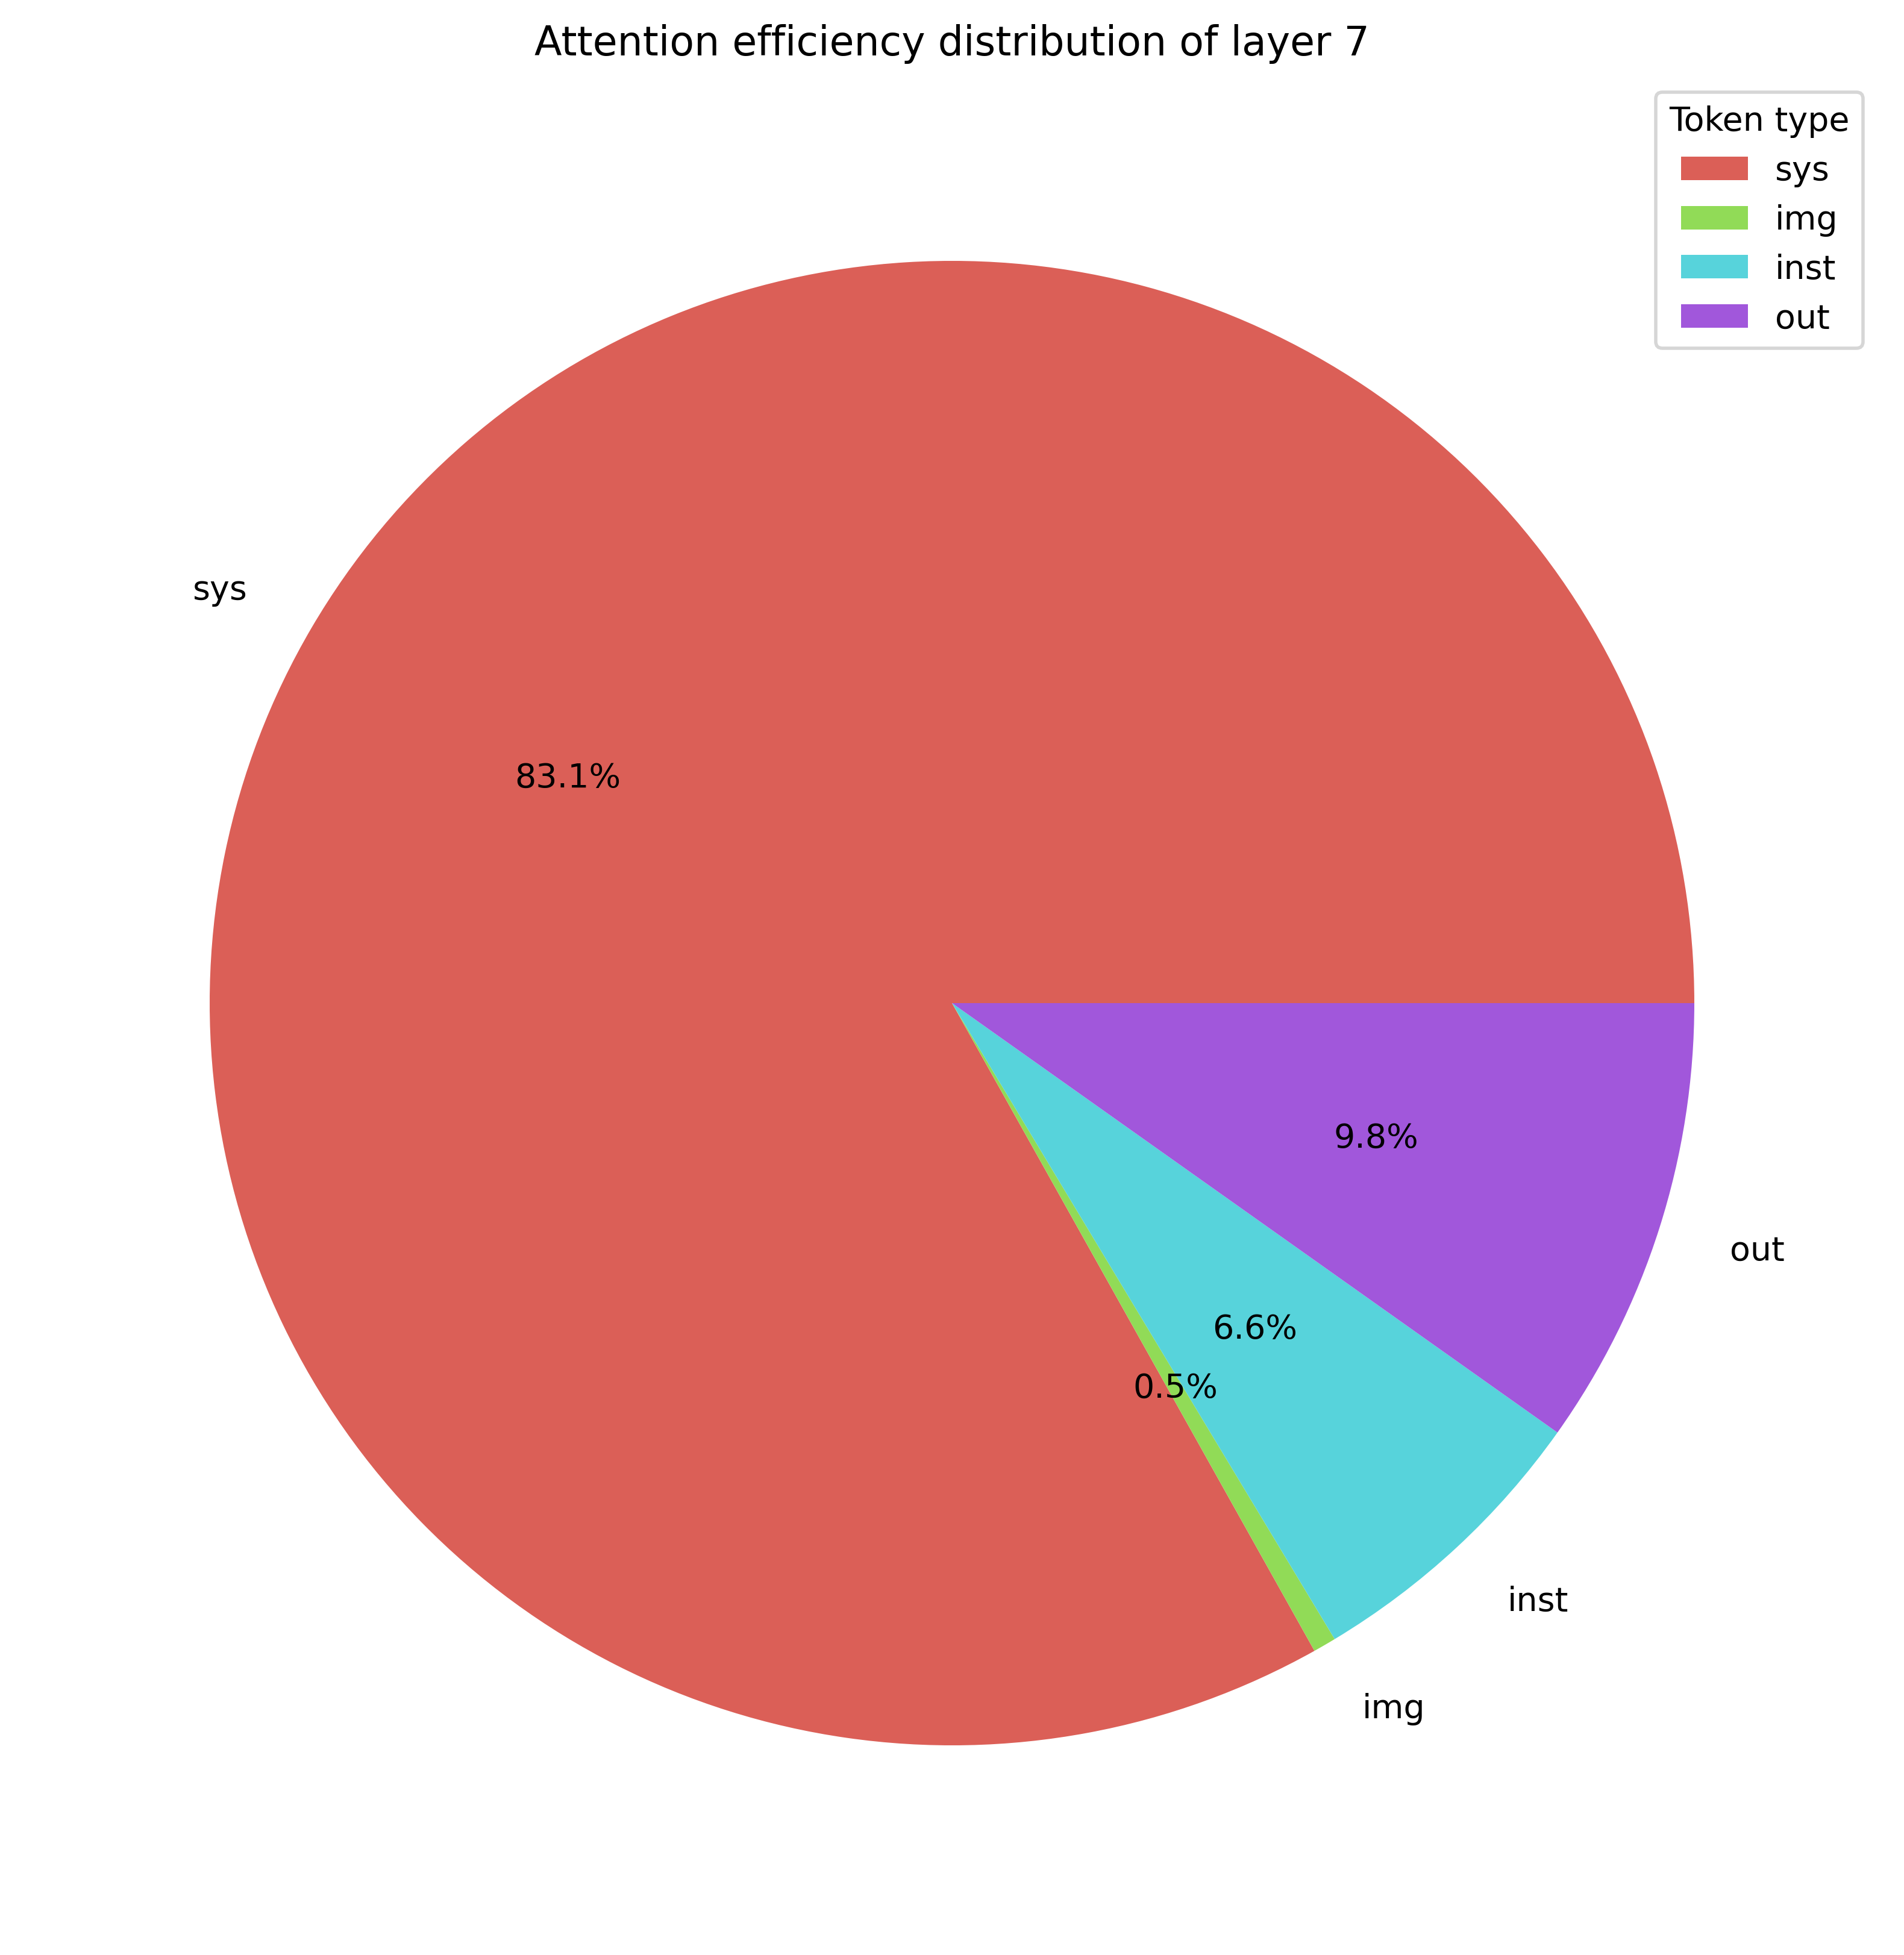 Attention efficiency distribution of layer 7
Token type
sys
img
inst
out
sys
83.1%
9.8%
out
6.6%
0.5%
inst
img